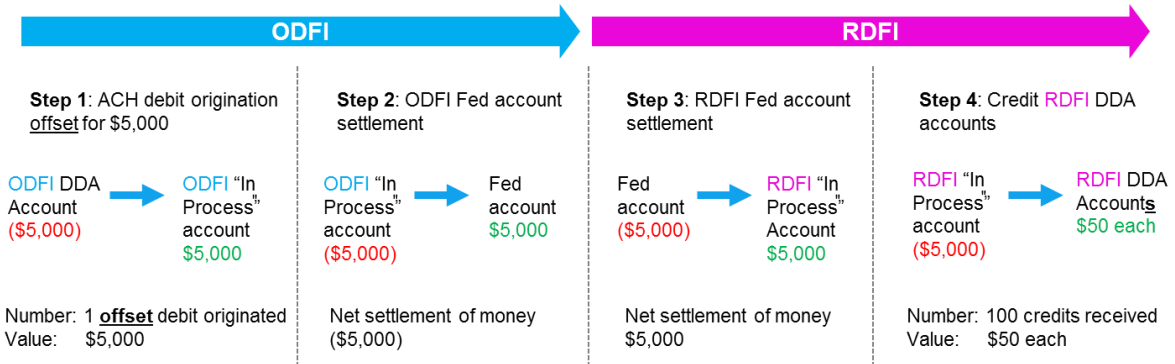 ODFI
RDFI
Step 1: ACH debit origination
offset for $5,000
ODFI DDA
Account
($5,000)
ODFI “In
Process”
account
$5,000
Number: 1 offset debit originated
Value: $5,000
Step 2: ODFI Fed account
settlement
ODFI “In
Process”
account
($5,000)
Fed
account
$5,000
Net settlement of money
($5,000)
Step 3: RDFI Fed account
settlement
Fed
account
($5,000)
RDFI “In
Process”
Account
$5,000
Net settlement of money
$5,000
Step 4: Credit RDFI DDA
accounts
RDFI “In
Process”
account
($5,000)
RDFI DDA
Accounts
$50 each
Number: 100 credits received
Value: $50 each